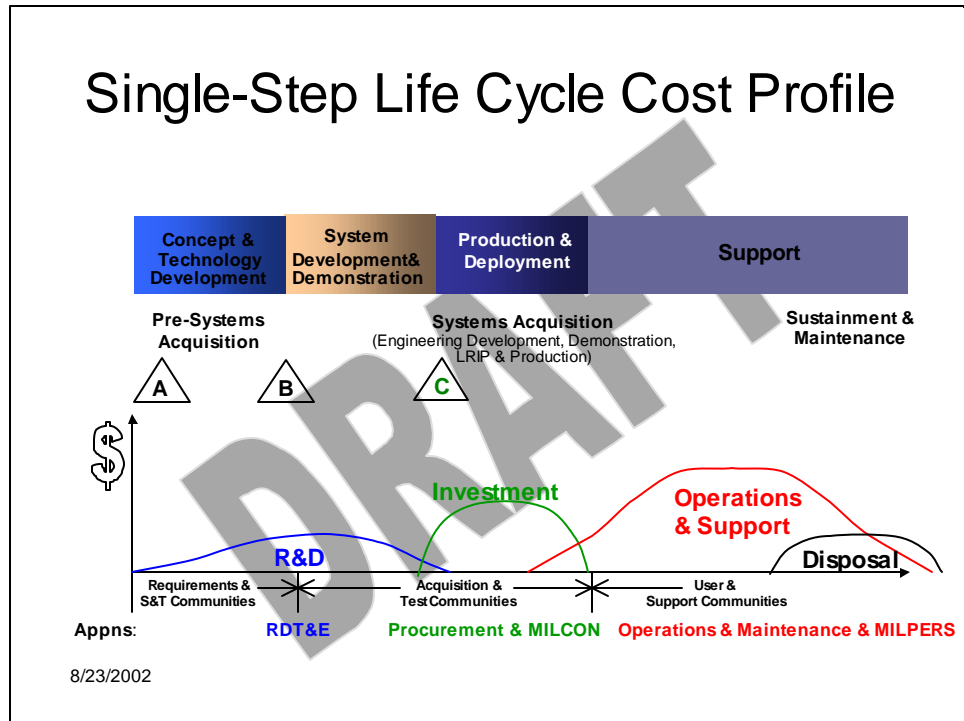 Single-Step Life Cycle Cost Profile
DRAFT
Concept &
Technology
Development
System
Development&
Demonstration
Production &
Deployment
Support
Pre-Systems
Acquisition
Systems Acquisition
(Engineering Development, Demonstration,
LRIP & Production)
Sustainment &
Maintenance
A
B
C
$
R&D
Investment
Operations
& Support
Disposal
Requirements &
S&T Communities
Acquisition &
Test Communities
User &
Support Communities
Appns:
RDT&E
Procurement & MILCON
Operations & Maintenance & MILPERS
8/23/2002